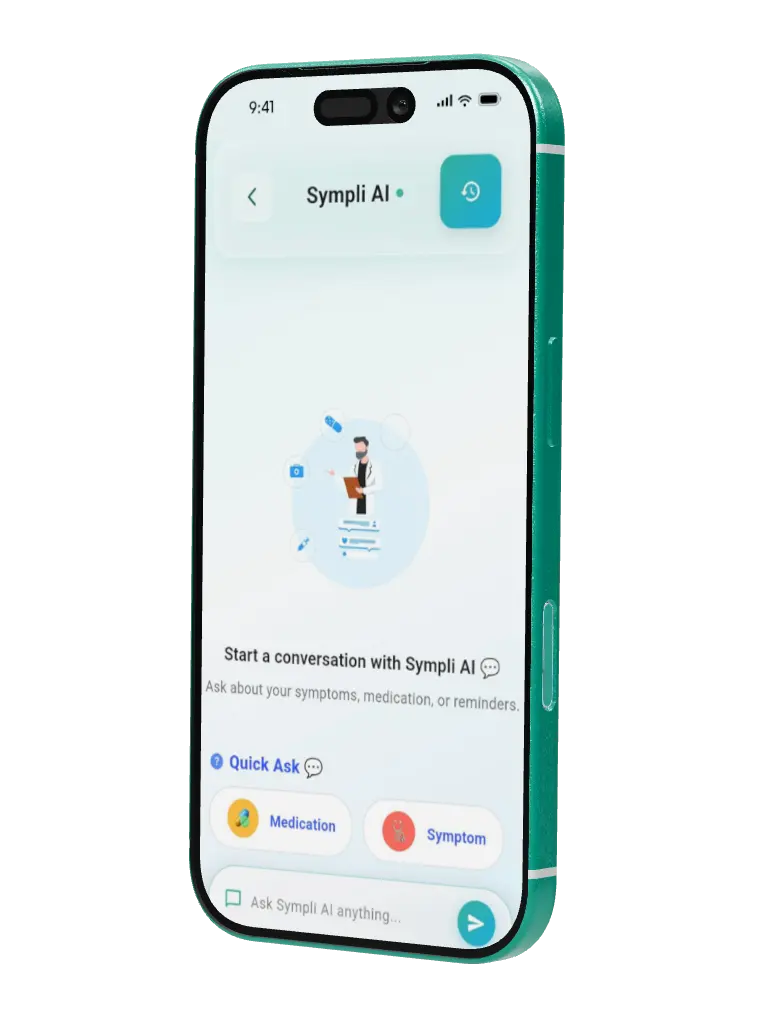 9:41
Sympli AI
Start a conversation with Sympli AI 💬
Ask about your symptoms, medication, or reminders.
Quick Ask 💬
Medication
Symptom
Ask Sympli AI anything...